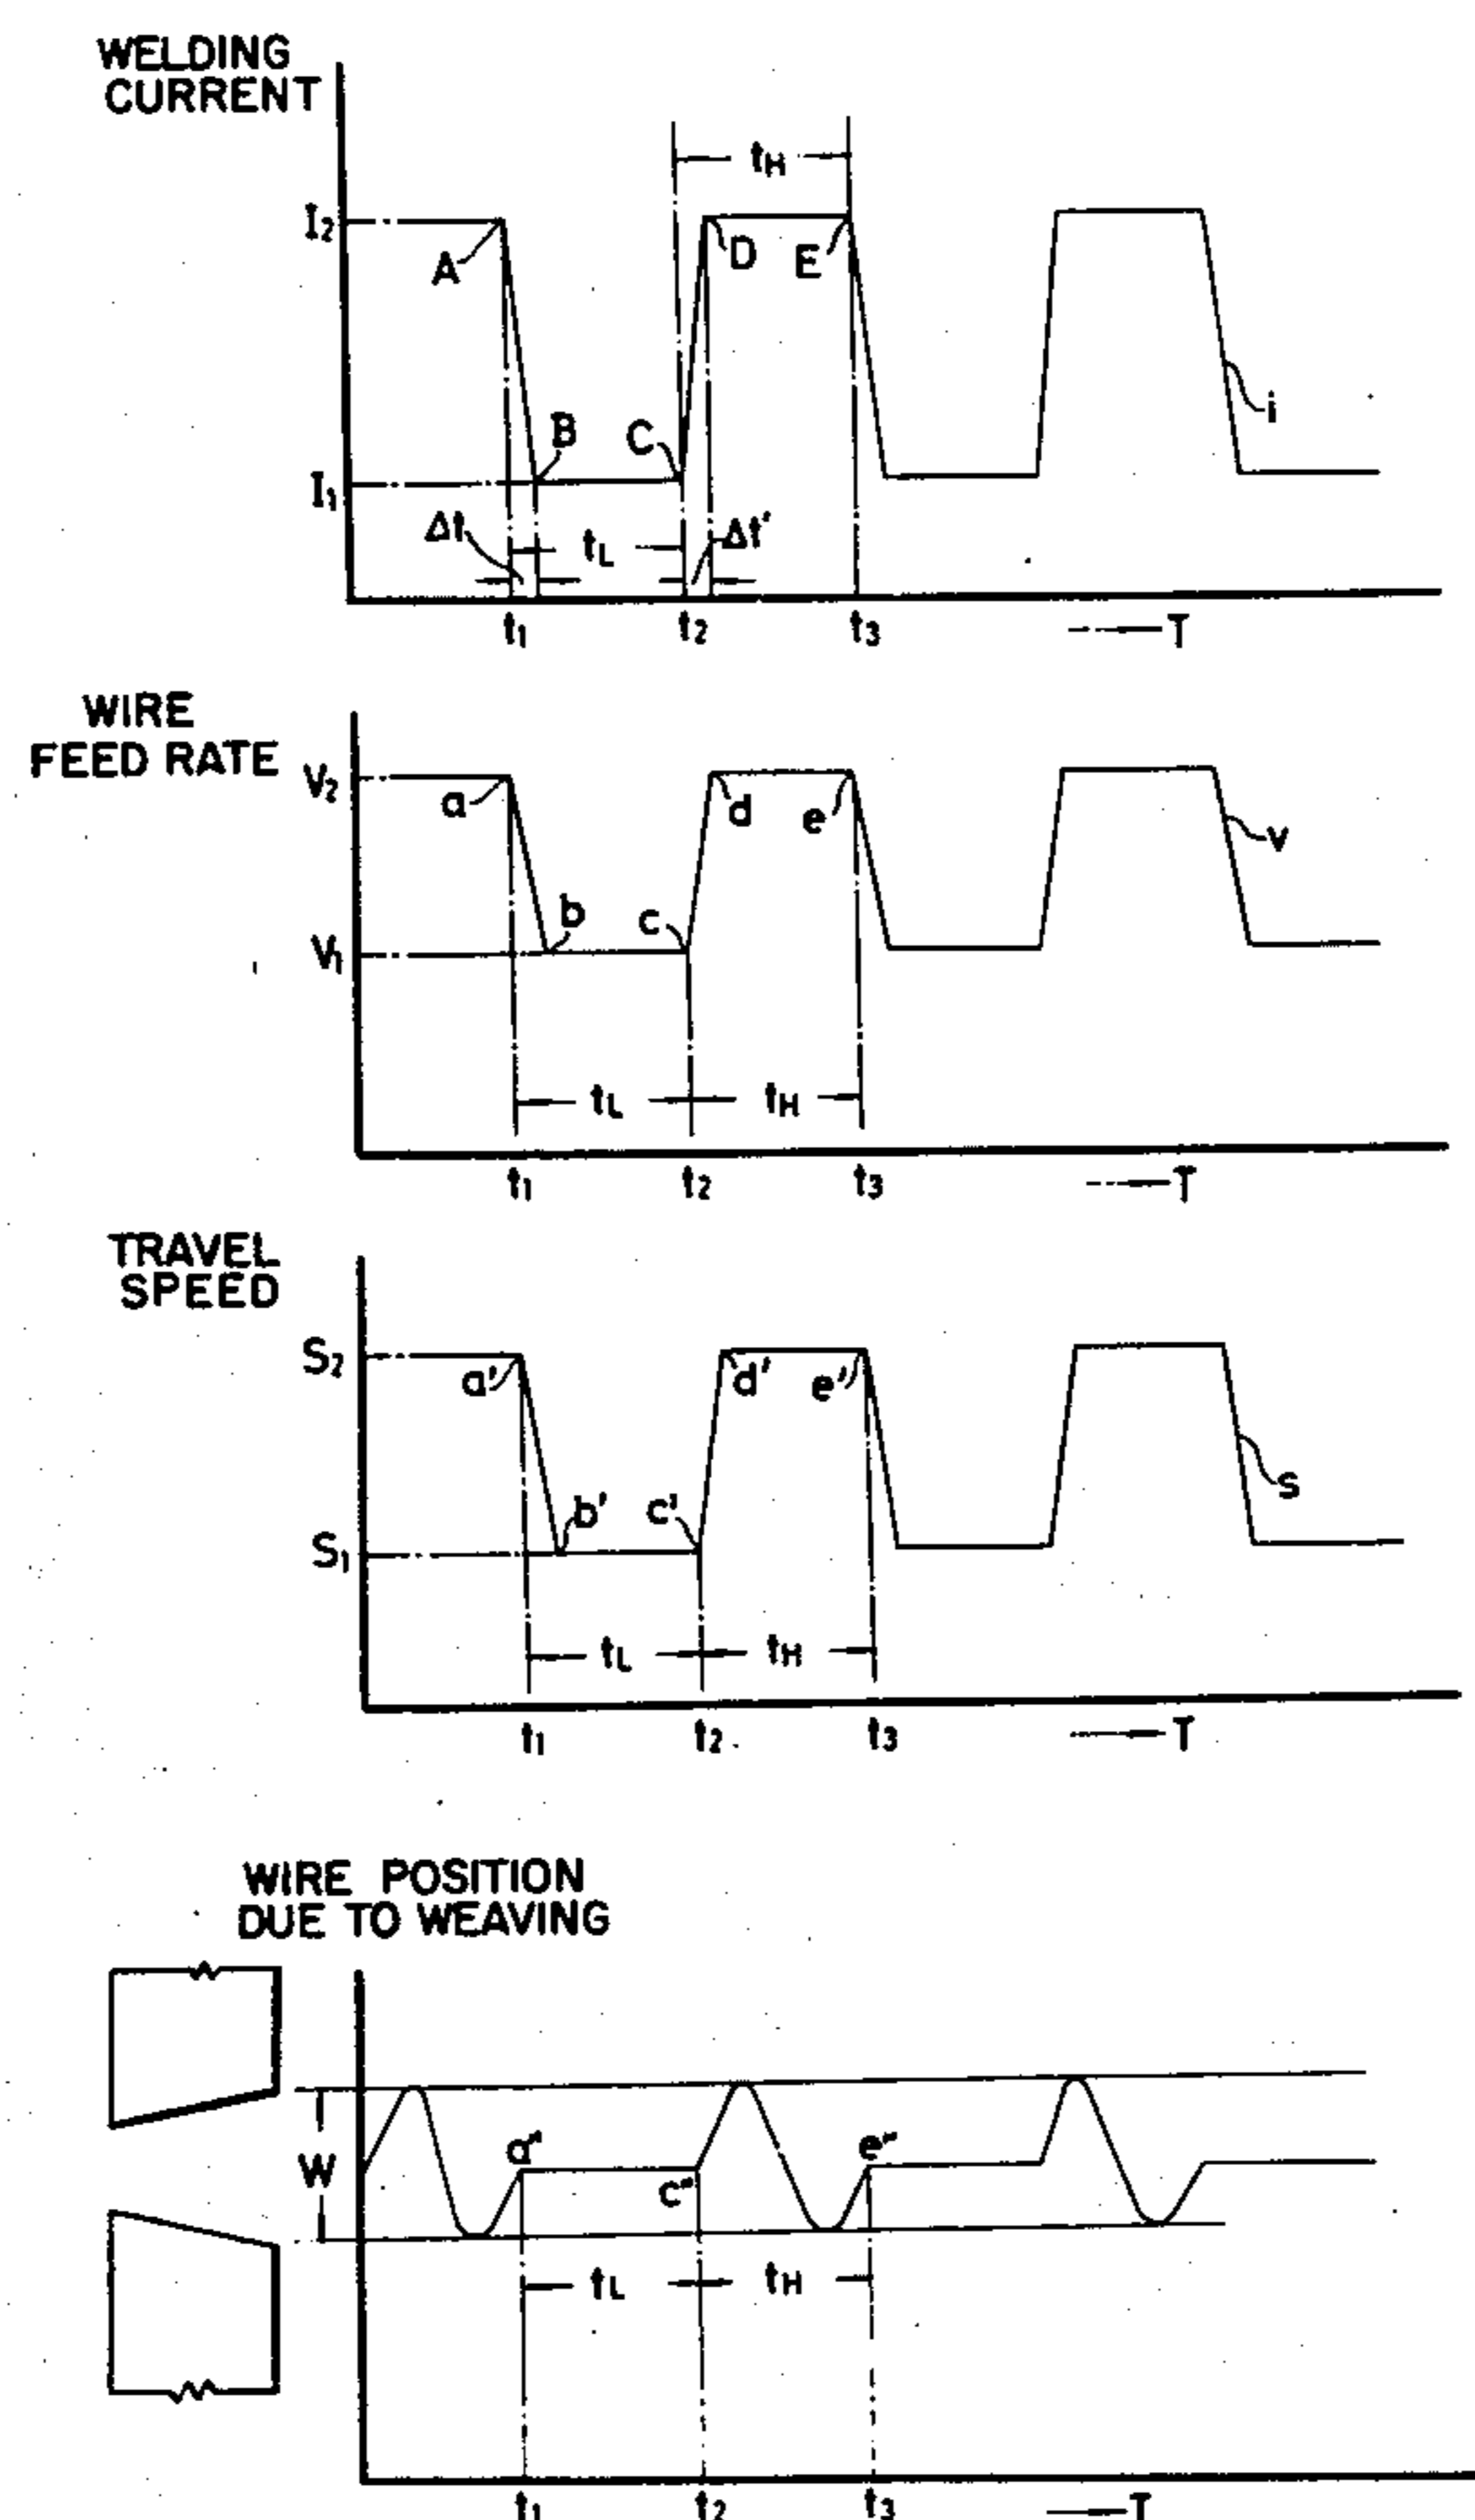 WELDING
CURRENT
tH
I2
A
D
E
i
B
C
I1
Δt
tL
Δt'
t1
t2
t3
T
WIRE
FEED RATE
V2
a
d
e
v
b
c
V1
tL
tH
t1
t2
t3
T
TRAVEL
SPEED
S2
a'
d'
e'
s
b'
c'
S1
tL
tH
t1
t2.
t3
T
WIRE POSITION
DUE TO WEAVING
W
a"
e"
c"
tL
tH
t1
t2
t3
T